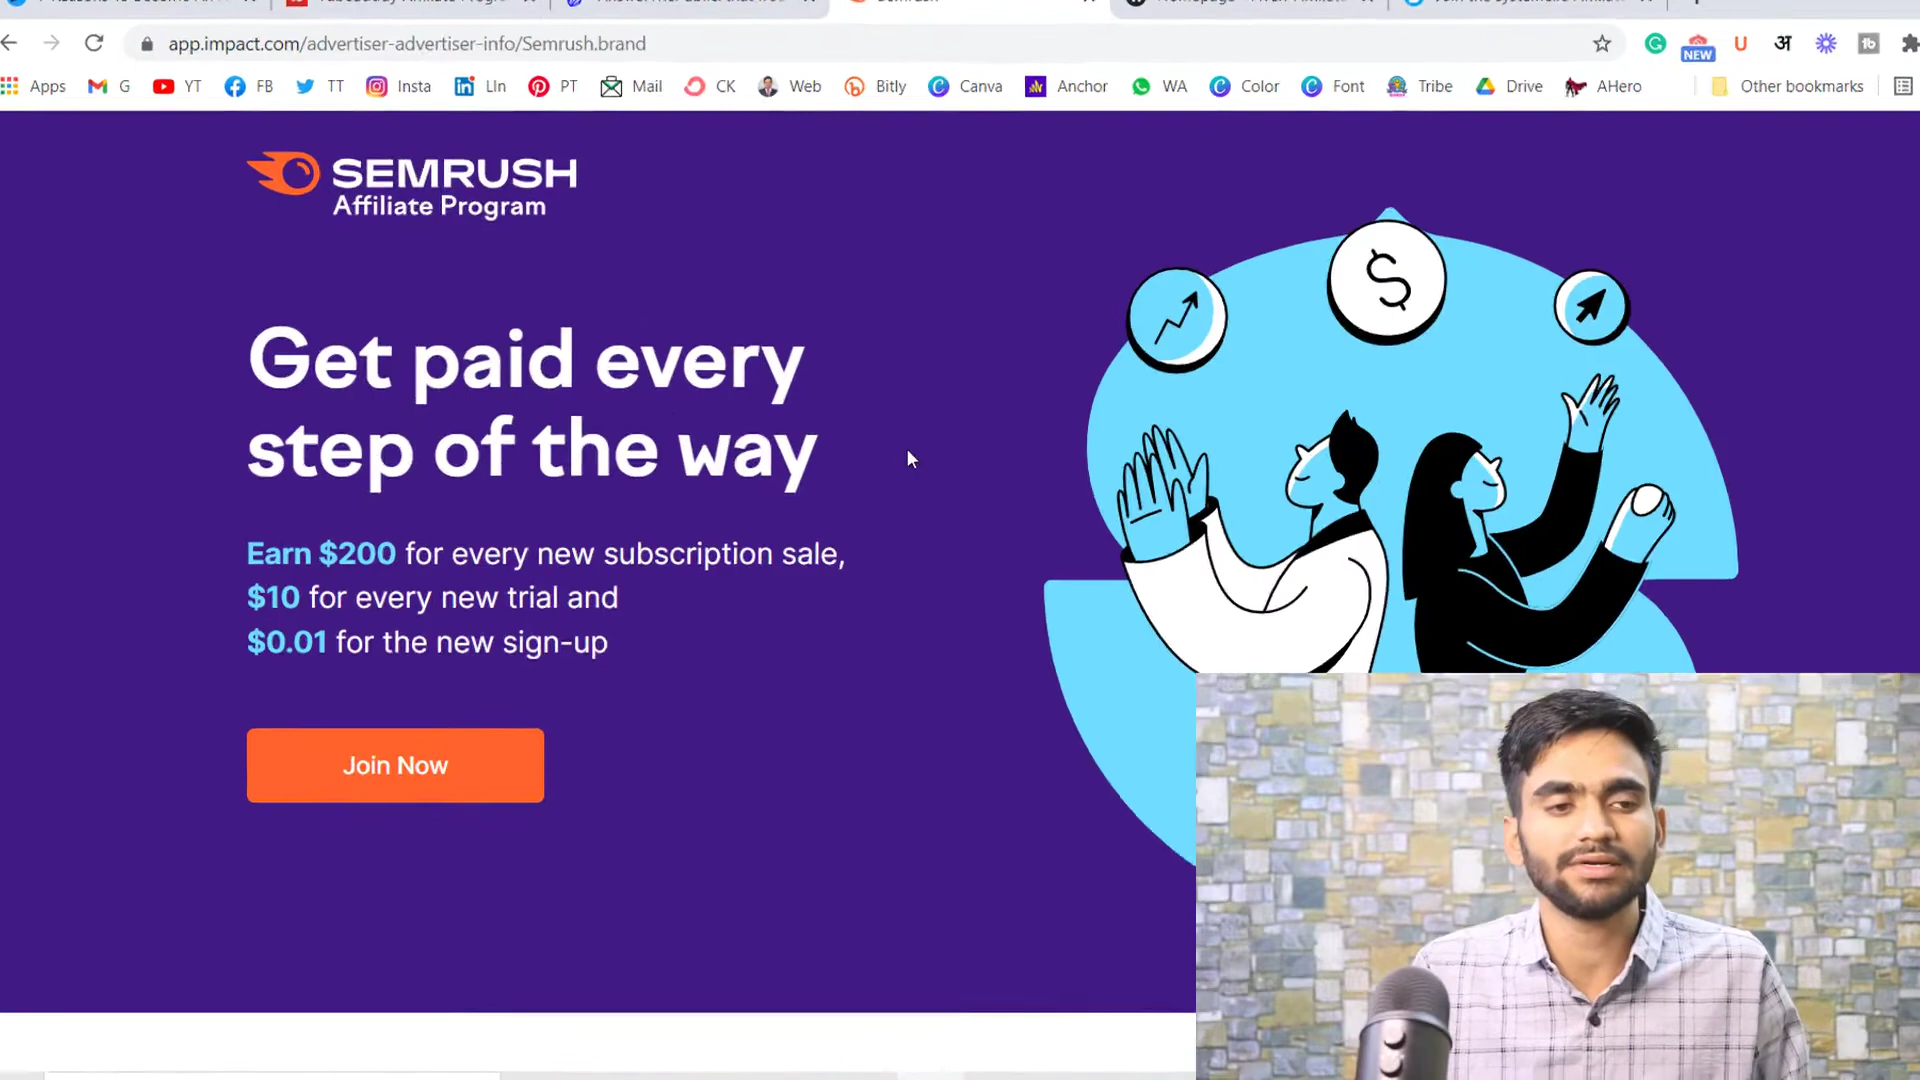 app.impact.com/advertiser-advertiser-info/Semrush.brand
NEW
Apps
G
YT
FB
TT
Insta
LIn
PT
Mail
CK
Web
Bitly
Canva
Anchor
WA
Color
Font
Tribe
Drive
AHero
Other bookmarks
SEMRUSH
Affiliate Program
Get paid every
step of the way
Earn $200 for every new subscription sale,
$10 for every new trial and
$0.01 for the new sign-up
Join Now